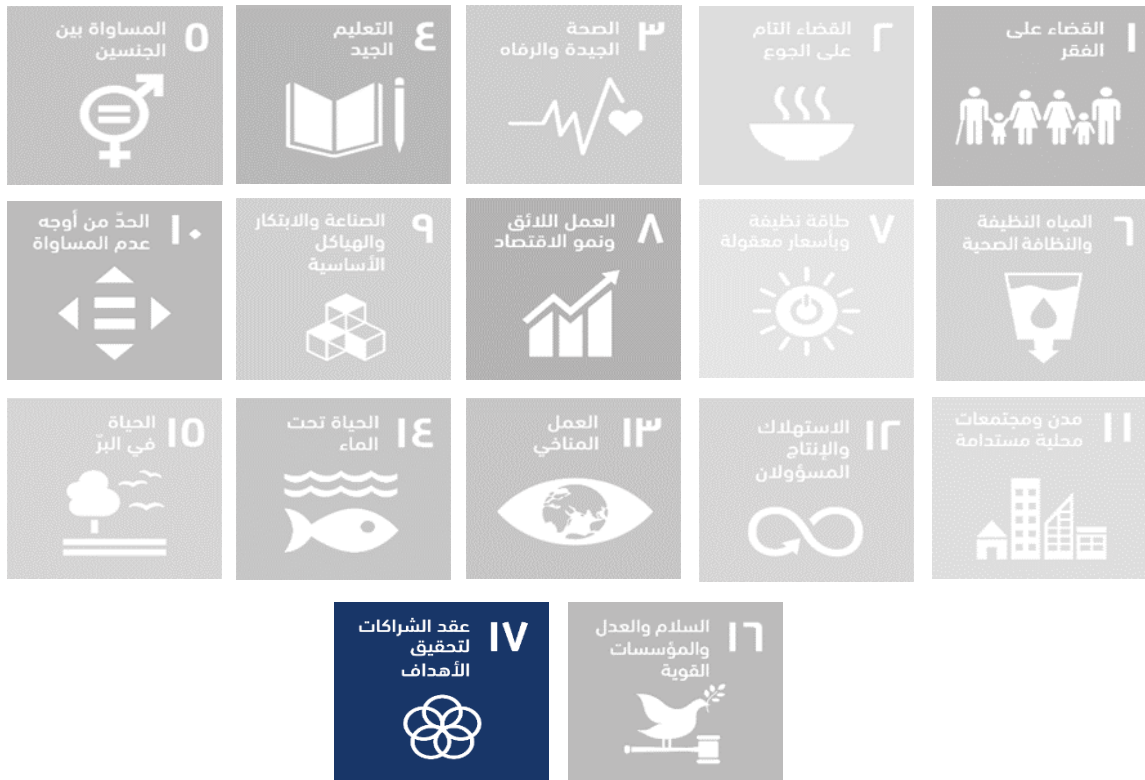 ١
القضاء على
الفقر
٢
القضاء التام
على الجوع
٣
الصحة
الجيدة والرفاه
٤
التعليم
الجيد
٥
المساواة بين
الجنسين
٦
المياه النظيفة
والنظافة الصحية
٧
طاقة نظيفة
وبأسعار معقولة
٨
العمل اللائق
ونمو الاقتصاد
٩
الصناعة والابتكار
والهياكل
الأساسية
١٠
الحدّ من أوجه
عدم المساواة
١١
مدن ومجتمعات
محلية مستدامة
١٢
الاستهلاك
والإنتاج
المسؤولان
١٣
العمل
المناخي
١٤
الحياة تحت
الماء
١٥
الحياة
في البرّ
١٦
السلام والعدل
والمؤسسات
القوية
١٧
عقد الشراكات
لتحقيق
الأهداف